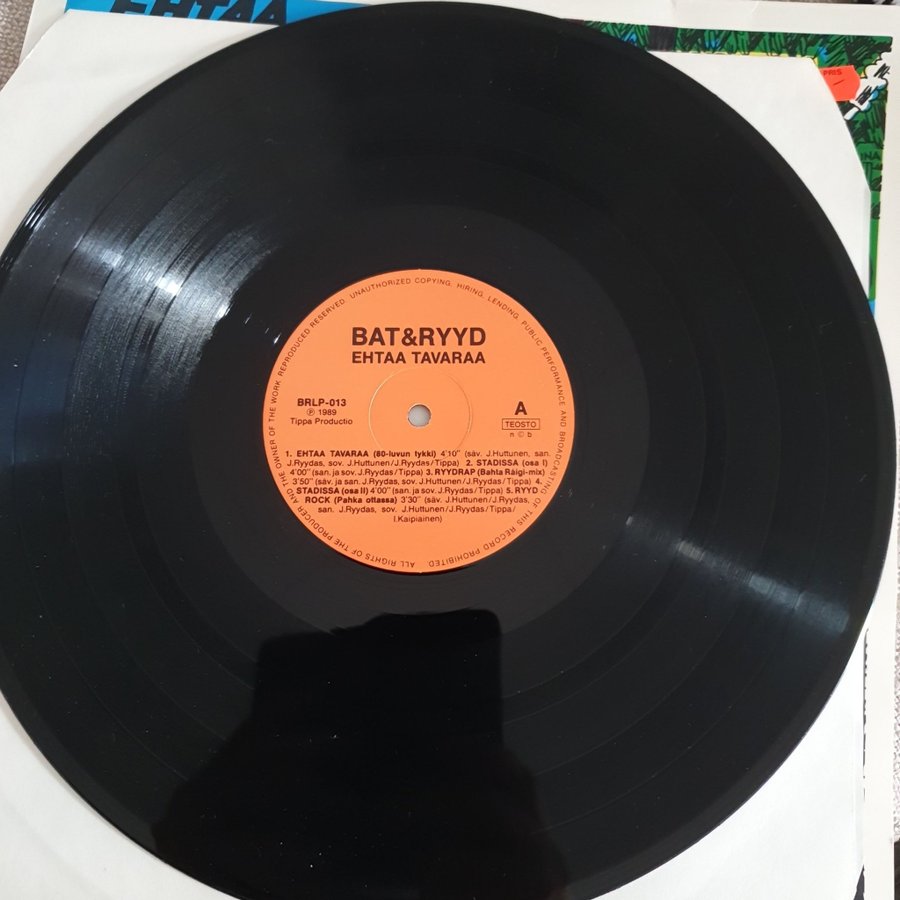 EHTAA
PRIS
BAT&RYYD
EHTAA TAVARAA
BRLP-013
℗ 1989
Tippa Productio
A
TEOSTO
n©b
1. EHTAA TAVARAA (80-luvun tykki) 4'10" (säv. J.Huttunen, san.
J.Ryydas, sov. J.Huttunen/J.Ryydas/Tippa) 2. STADISSA (osa I)
4'00" (san. ja sov. J.Ryydas/Tippa) 3. RYYDRAP (Bahta Räigi-mix)
3'50" (säv. ja san. J.Ryydas, sov. J.Huttunen/J.Ryydas/Tippa) 4.
STADISSA (osa II) 4'00" (san. ja sov. J.Ryydas/Tippa) 5. RYYD
ROCK (Pahka ottassa) 3'30" (säv. J.Huttunen/J.Ryydas,
san. J.Ryydas, sov. J.Huttunen/J.Ryydas/Tippa/
I.Kaipiainen)
ALL RIGHTS OF THE PRODUCER AND THE OWNER OF THE WORK REPRODUCED RESERVED. UNAUTHORIZED COPYING, HIRING, LENDING, PUBLIC PERFORMANCE AND BROADCASTING OF THIS RECORD PROHIBITED